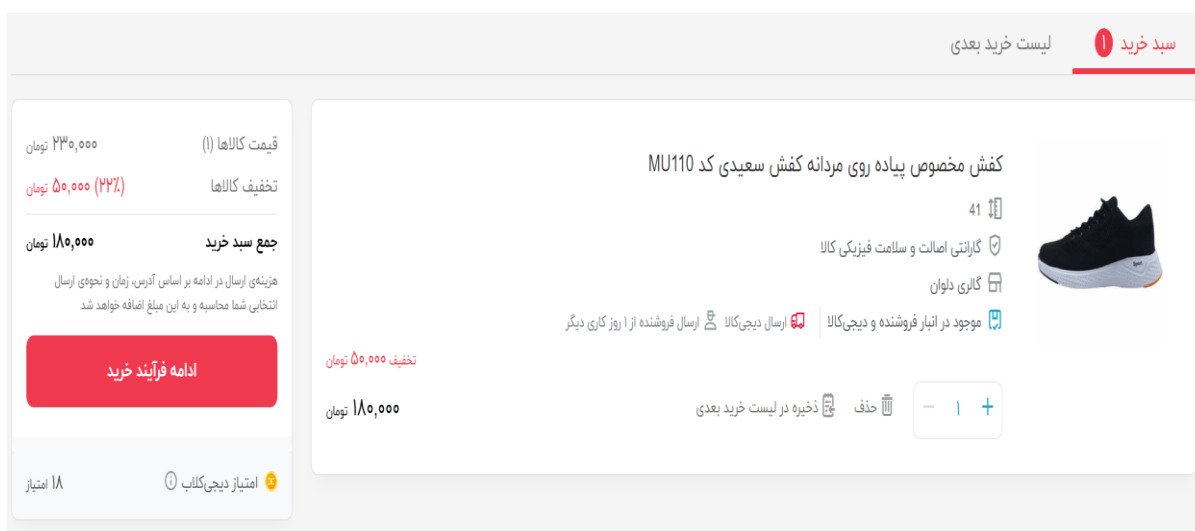 سبد خرید ۱ لیست خرید بعدی
کفش مخصوص پیاده روی مردانه کفش سعیدی کد MU110
41
گارانتی اصالت و سلامت فیزیکی کالا
گالری دلوان
موجود در انبار فروشنده و دیجی‌کالا ارسال دیجی‌کالا ارسال فروشنده از ۱ روز کاری دیگر
تخفیف ۵۰,۰۰۰ تومان
+ ۱ − حذف ذخیره در لیست خرید بعدی ۱۸۰,۰۰۰ تومان
قیمت کالاها (۱) ۲۳۰,۰۰۰ تومان
تخفیف کالاها (۲۲٪) ۵۰,۰۰۰ تومان
جمع سبد خرید ۱۸۰,۰۰۰ تومان
هزینه‌ی ارسال در ادامه بر اساس آدرس، زمان و نحوه‌ی ارسال
انتخابی شما محاسبه و به این مبلغ اضافه خواهد شد
ادامه فرآیند خرید
امتیاز دیجی‌کلاب ۱۸ امتیاز